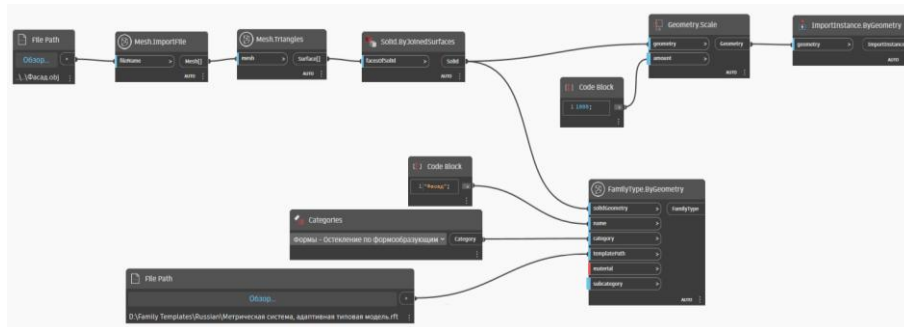 File Path
Обзор...
.\..\Фасад.obj
Mesh.ImportFile
fileName > Mesh[]
AUTO
Mesh.Triangles
mesh > Surface[]
AUTO
Solid.ByJoinedSurfaces
facesOfSolid > Solid
AUTO
Geometry.Scale
geometry > Geometry
amount >
AUTO
ImportInstance.ByGeometry
geometry > ImportInstance
AUTO
Code Block
1 1000;
Code Block
"Фасад"
Categories
Формы - Остекление по формообразующим Category
File Path
Обзор...
D:\Family Templates\Russian\Метрическая система, адаптивная типовая модель.rft
FamilyType.ByGeometry
solidGeometry > FamilyType
name >
category >
templatePath >
material >
subcategory >
AUTO